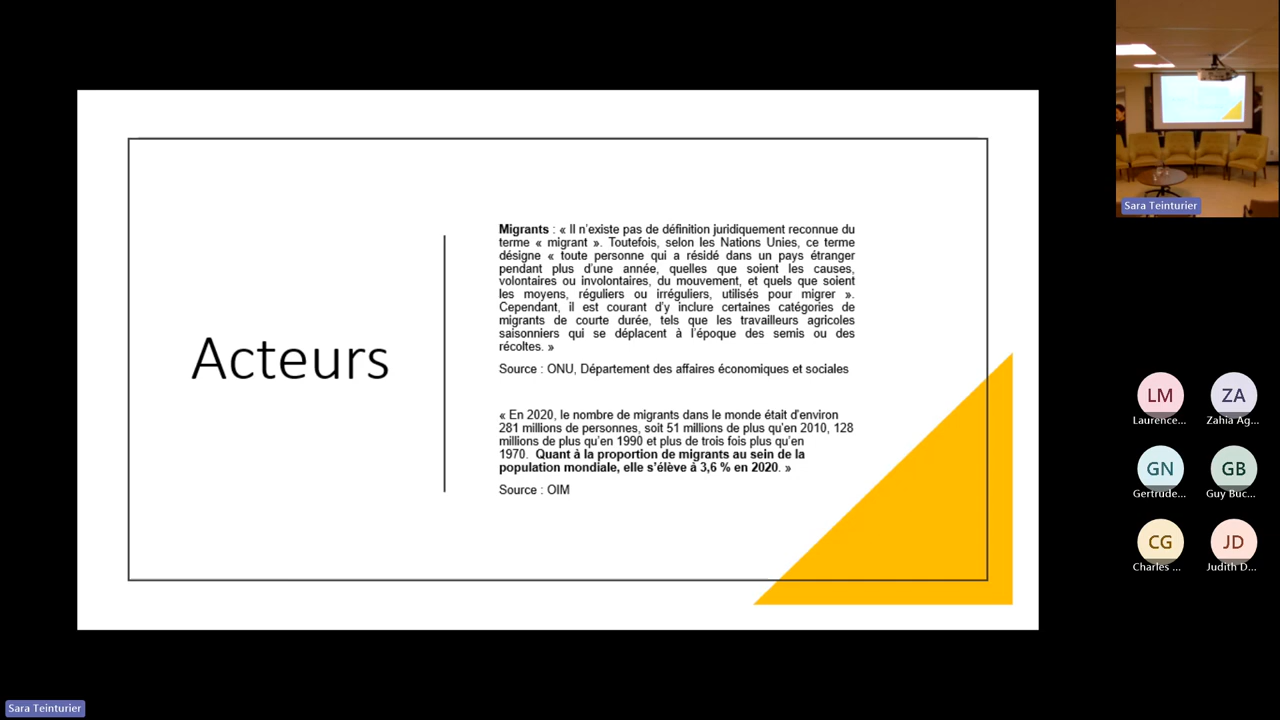 Acteurs
Migrants : « Il n’existe pas de définition juridiquement reconnue du
terme « migrant ». Toutefois, selon les Nations Unies, ce terme
désigne « toute personne qui a résidé dans un pays étranger
pendant plus d’une année, quelles que soient les causes,
volontaires ou involontaires, du mouvement, et quels que soient
les moyens, réguliers ou irréguliers, utilisés pour migrer ».
Cependant, il est courant d’y inclure certaines catégories de
migrants de courte durée, tels que les travailleurs agricoles
saisonniers qui se déplacent à l’époque des semis ou des
récoltes. »
Source : ONU, Département des affaires économiques et sociales
« En 2020, le nombre de migrants dans le monde était d’environ
281 millions de personnes, soit 51 millions de plus qu’en 2010, 128
millions de plus qu’en 1990 et plus de trois fois plus qu’en
1970. Quant à la proportion de migrants au sein de la
population mondiale, elle s’élève à 3,6 % en 2020. »
Source : OIM
Sara Teinturier
LM
Laurence...
ZA
Zahia Ag...
GN
Gertrude...
GB
Guy Buc...
CG
Charles ...
JD
Judith D...
Sara Teinturier